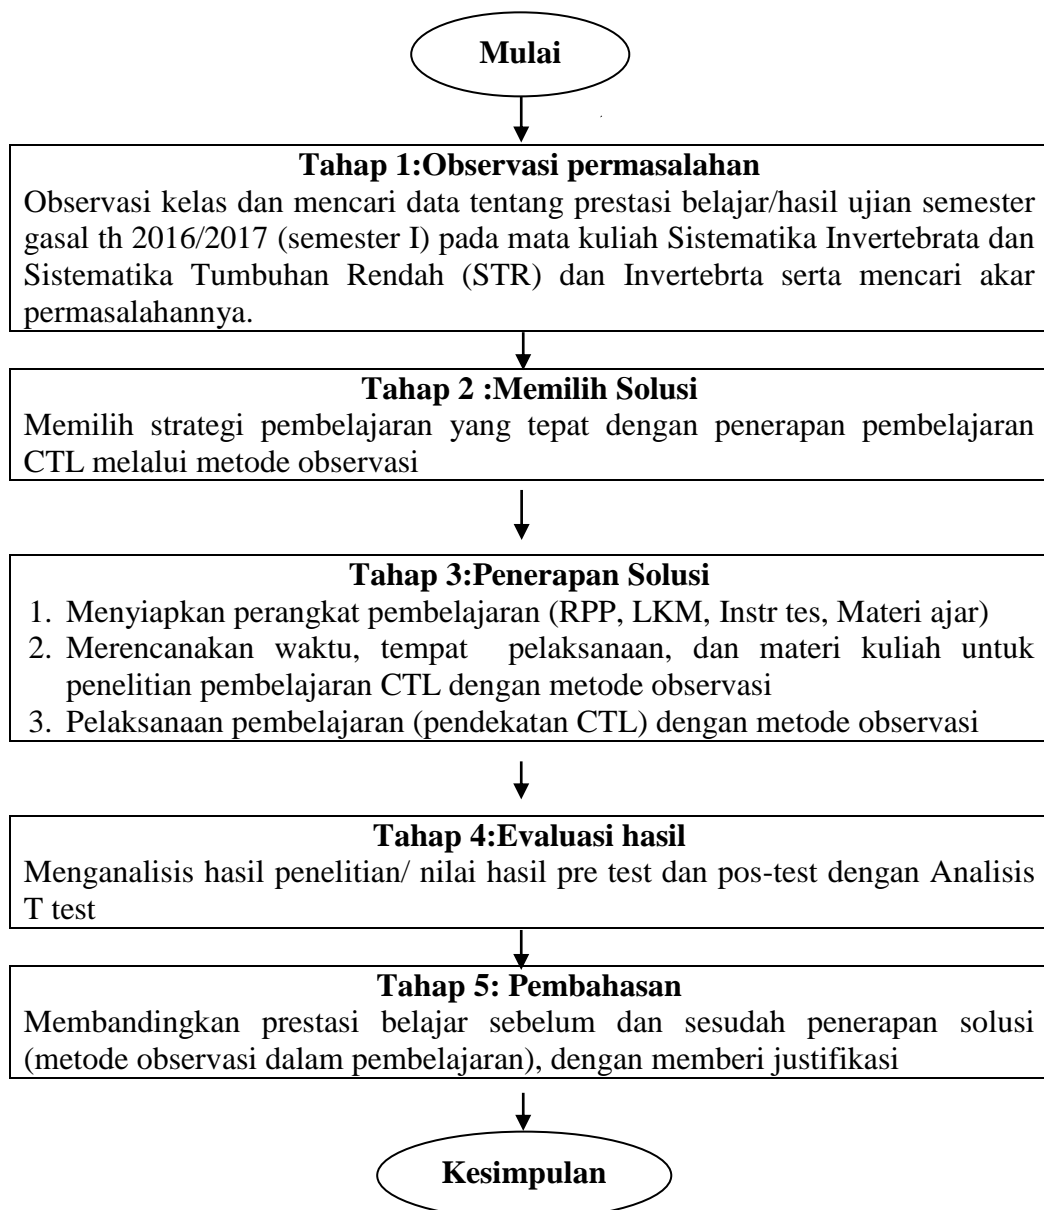 Mulai
Tahap 1:Observasi permasalahan
Observasi kelas dan mencari data tentang prestasi belajar/hasil ujian semester
gasal th 2016/2017 (semester I) pada mata kuliah Sistematika Invertebrata dan
Sistematika Tumbuhan Rendah (STR) dan Invertebrta serta mencari akar
permasalahannya.
Tahap 2 :Memilih Solusi
Memilih strategi pembelajaran yang tepat dengan penerapan pembelajaran
CTL melalui metode observasi
Tahap 3:Penerapan Solusi
1. Menyiapkan perangkat pembelajaran (RPP, LKM, Instr tes, Materi ajar)
2. Merencanakan waktu, tempat pelaksanaan, dan materi kuliah untuk
penelitian pembelajaran CTL dengan metode observasi
3. Pelaksanaan pembelajaran (pendekatan CTL) dengan metode observasi
Tahap 4:Evaluasi hasil
Menganalisis hasil penelitian/ nilai hasil pre test dan pos-test dengan Analisis
T test
Tahap 5: Pembahasan
Membandingkan prestasi belajar sebelum dan sesudah penerapan solusi
(metode observasi dalam pembelajaran), dengan memberi justifikasi
Kesimpulan